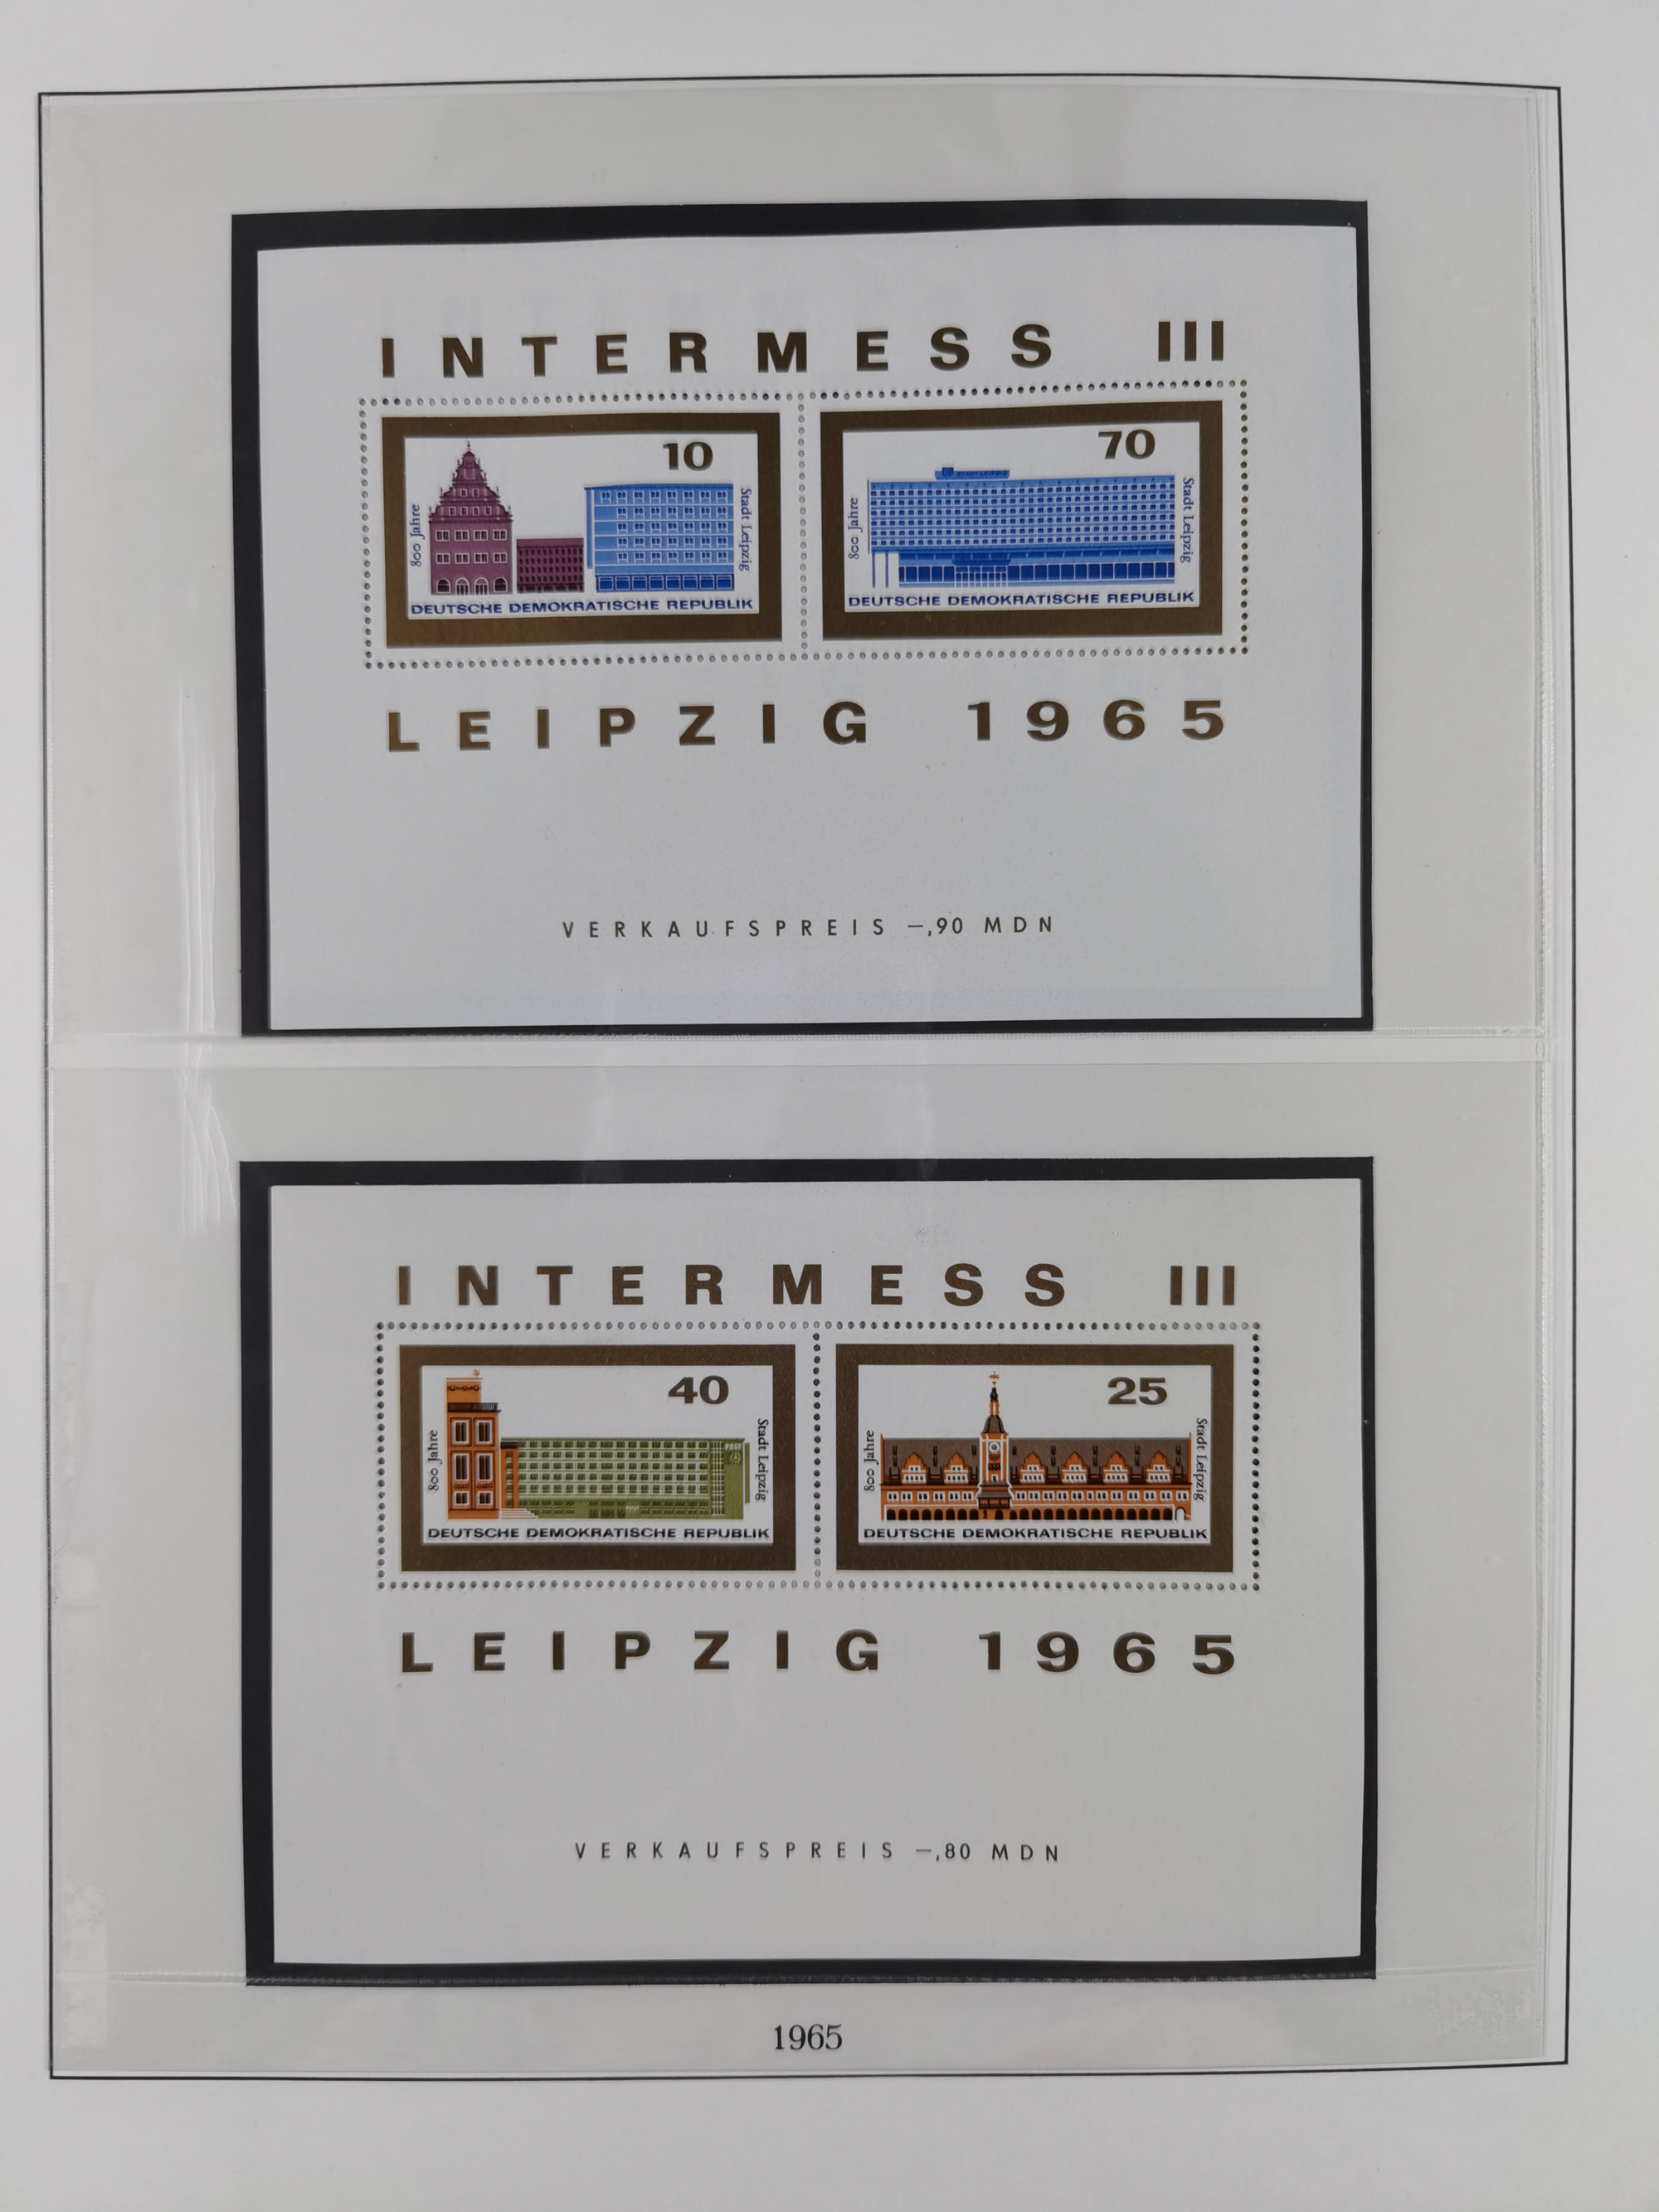 INTERMESS III
10
800 Jahre
Stadt Leipzig
DEUTSCHE DEMOKRATISCHE REPUBLIK
70
800 Jahre
Stadt Leipzig
DEUTSCHE DEMOKRATISCHE REPUBLIK
LEIPZIG 1965
VERKAUFSPREIS —,90 MDN
INTERMESS III
40
800 Jahre
POST
Stadt Leipzig
DEUTSCHE DEMOKRATISCHE REPUBLIK
25
800 Jahre
Stadt Leipzig
DEUTSCHE DEMOKRATISCHE REPUBLIK
LEIPZIG 1965
VERKAUFSPREIS —,80 MDN
1965